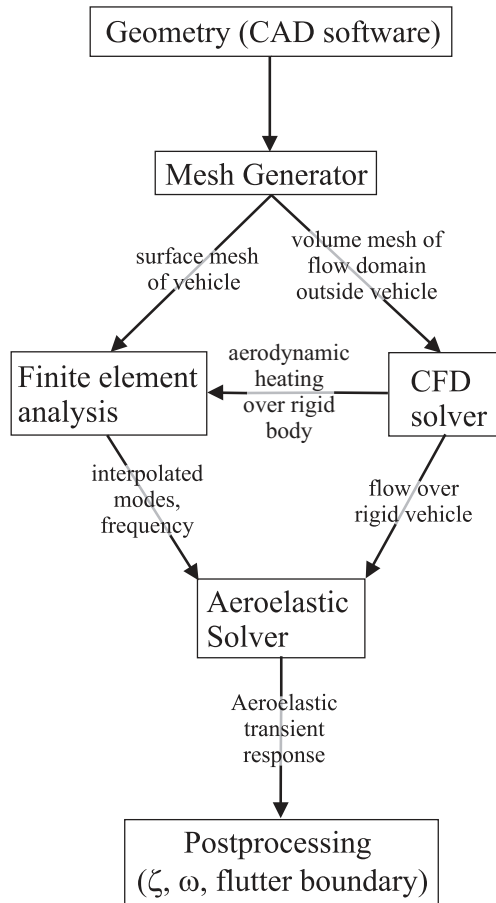 Geometry (CAD software)
Mesh Generator
surface mesh
of vehicle
volume mesh of
flow domain
outside vehicle
Finite element
analysis
aerodynamic
heating
over rigid
body
CFD
solver
interpolated
modes,
frequency
flow over
rigid vehicle
Aeroelastic
Solver
Aeroelastic
transient
response
Postprocessing
(ζ, ω, flutter boundary)